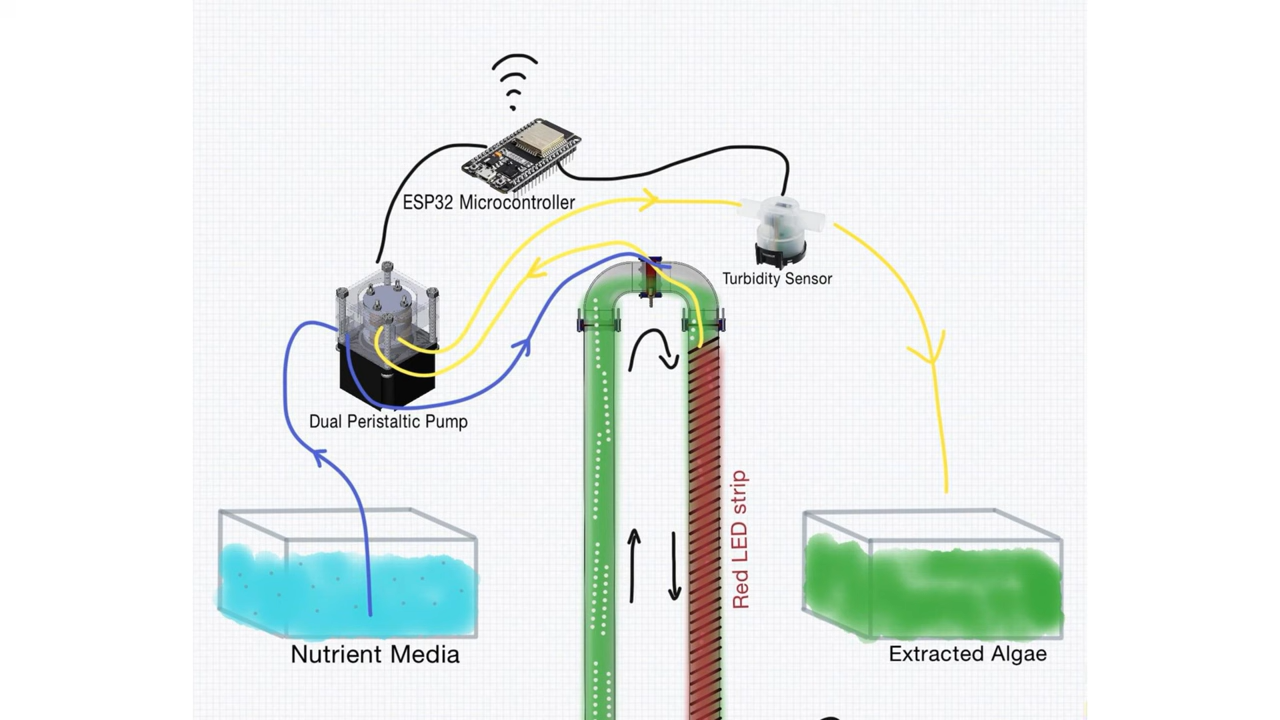 ESP32 Microcontroller
Turbidity Sensor
Dual Peristaltic Pump
Red LED strip
Nutrient Media
Extracted Algae